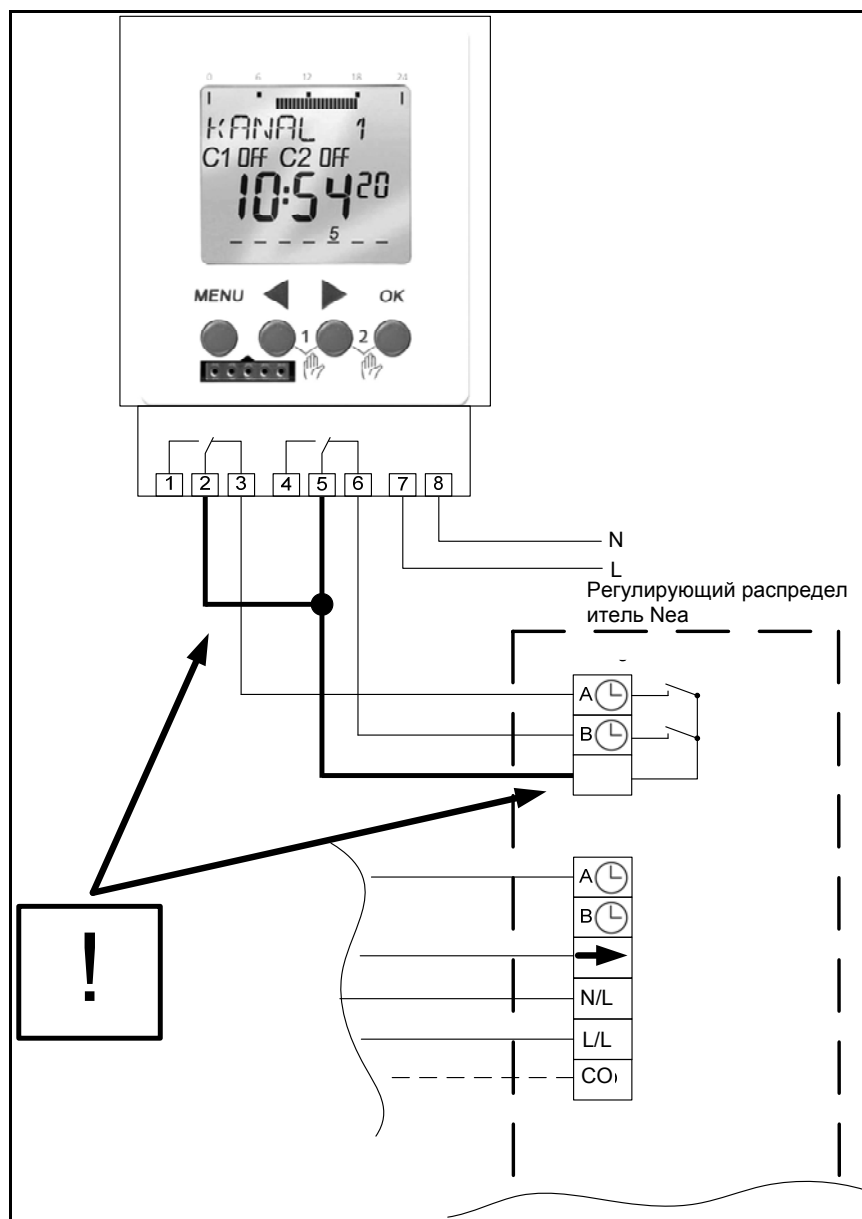 0 6 12 18 24
KANAL 1
C1 OFF C2 OFF
10:54 20
5
MENU OK
1 2
1 2 3 4 5 6 7 8
N
L
Регулирующий распредел
итель Nea
A
B
!
A
B
N/L
L/L
CO